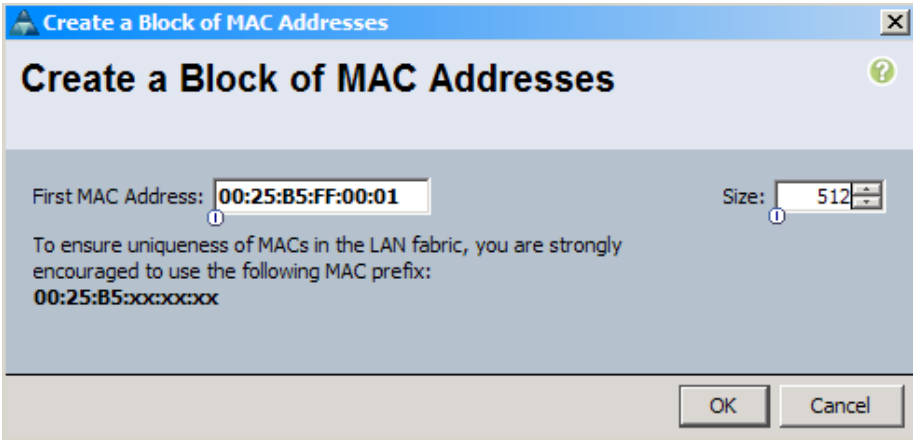 Create a Block of MAC Addresses
Create a Block of MAC Addresses
First MAC Address: 00:25:B5:FF:00:01 Size: 512
To ensure uniqueness of MACs in the LAN fabric, you are strongly
encouraged to use the following MAC prefix:
00:25:B5:xx:xx:xx
OK Cancel